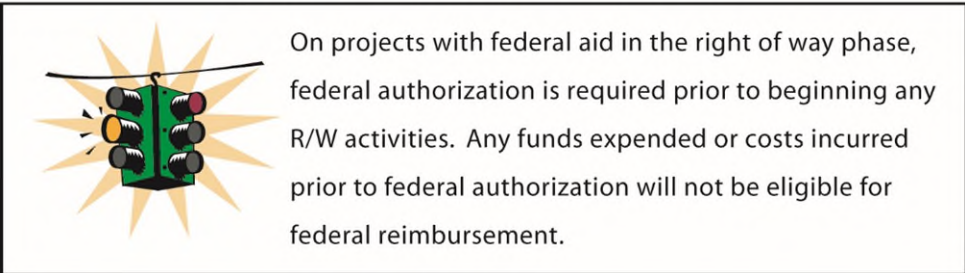 On projects with federal aid in the right of way phase,
federal authorization is required prior to beginning any
R/W activities.  Any funds expended or costs incurred
prior to federal authorization will not be eligible for
federal reimbursement.